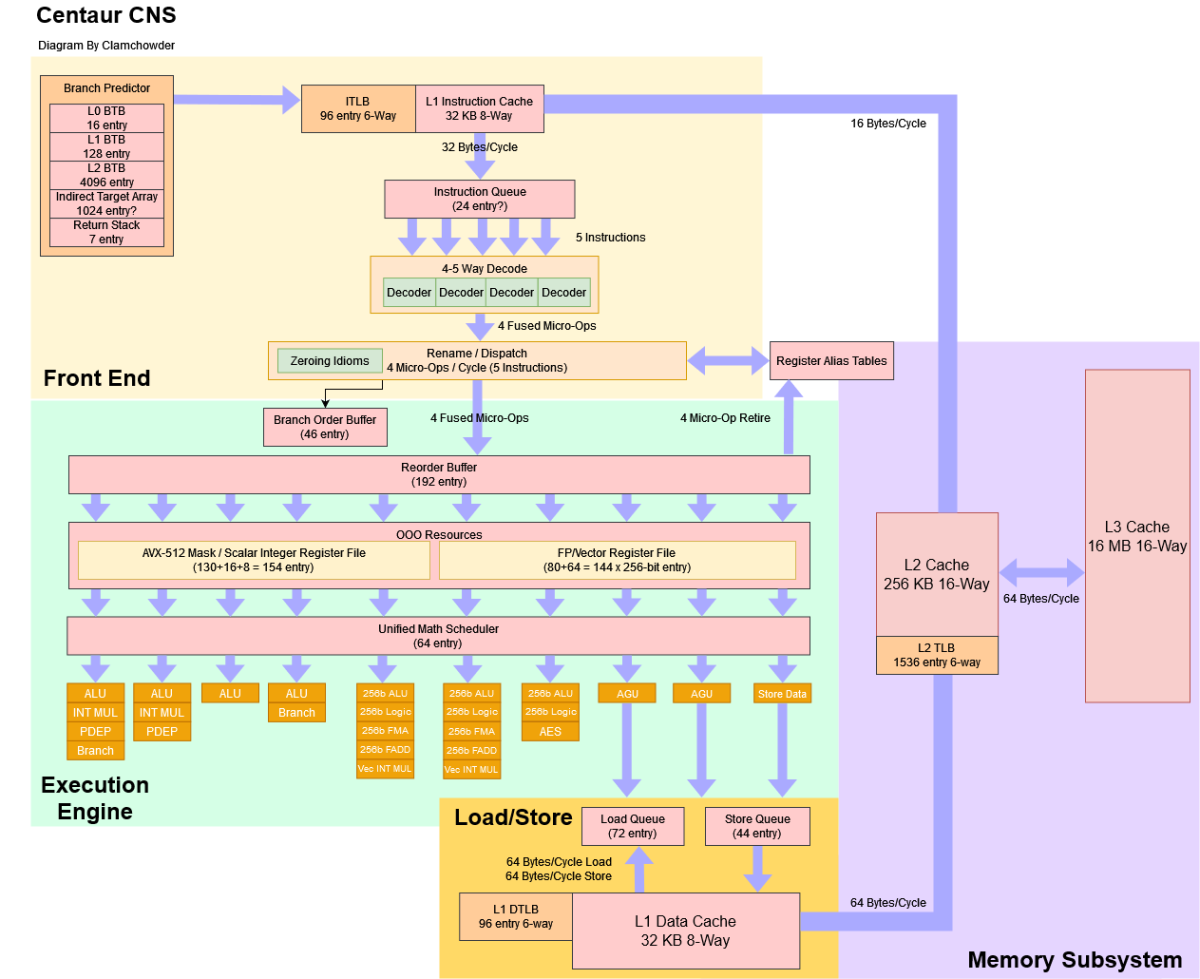 Centaur CNS
Diagram By Clamchowder
Branch Predictor
L0 BTB
16 entry
L1 BTB
128 entry
L2 BTB
4096 entry
Indirect Target Array
1024 entry?
Return Stack
7 entry
ITLB
96 entry 6-Way
L1 Instruction Cache
32 KB 8-Way
16 Bytes/Cycle
32 Bytes/Cycle
Instruction Queue
(24 entry?)
5 Instructions
4-5 Way Decode
Decoder
Decoder
Decoder
Decoder
4 Fused Micro-Ops
Zeroing Idioms
Rename / Dispatch
4 Micro-Ops / Cycle (5 Instructions)
Register Alias Tables
Front End
Branch Order Buffer
(46 entry)
4 Fused Micro-Ops
4 Micro-Op Retire
Reorder Buffer
(192 entry)
OOO Resources
AVX-512 Mask / Scalar Integer Register File
(130+16+8 = 154 entry)
FP/Vector Register File
(80+64 = 144 x 256-bit entry)
Unified Math Scheduler
(64 entry)
ALU
INT MUL
PDEP
Branch
ALU
INT MUL
PDEP
ALU
ALU
Branch
256b ALU
256b Logic
256b FMA
256b FADD
Vec INT MUL
256b ALU
256b Logic
256b FMA
256b FADD
Vec INT MUL
256b ALU
256b Logic
AES
AGU
AGU
Store Data
Execution
Engine
Load/Store
Load Queue
(72 entry)
Store Queue
(44 entry)
64 Bytes/Cycle Load
64 Bytes/Cycle Store
L1 DTLB
96 entry 6-way
L1 Data Cache
32 KB 8-Way
64 Bytes/Cycle
L2 Cache
256 KB 16-Way
L2 TLB
1536 entry 6-way
64 Bytes/Cycle
L3 Cache
16 MB 16-Way
Memory Subsystem